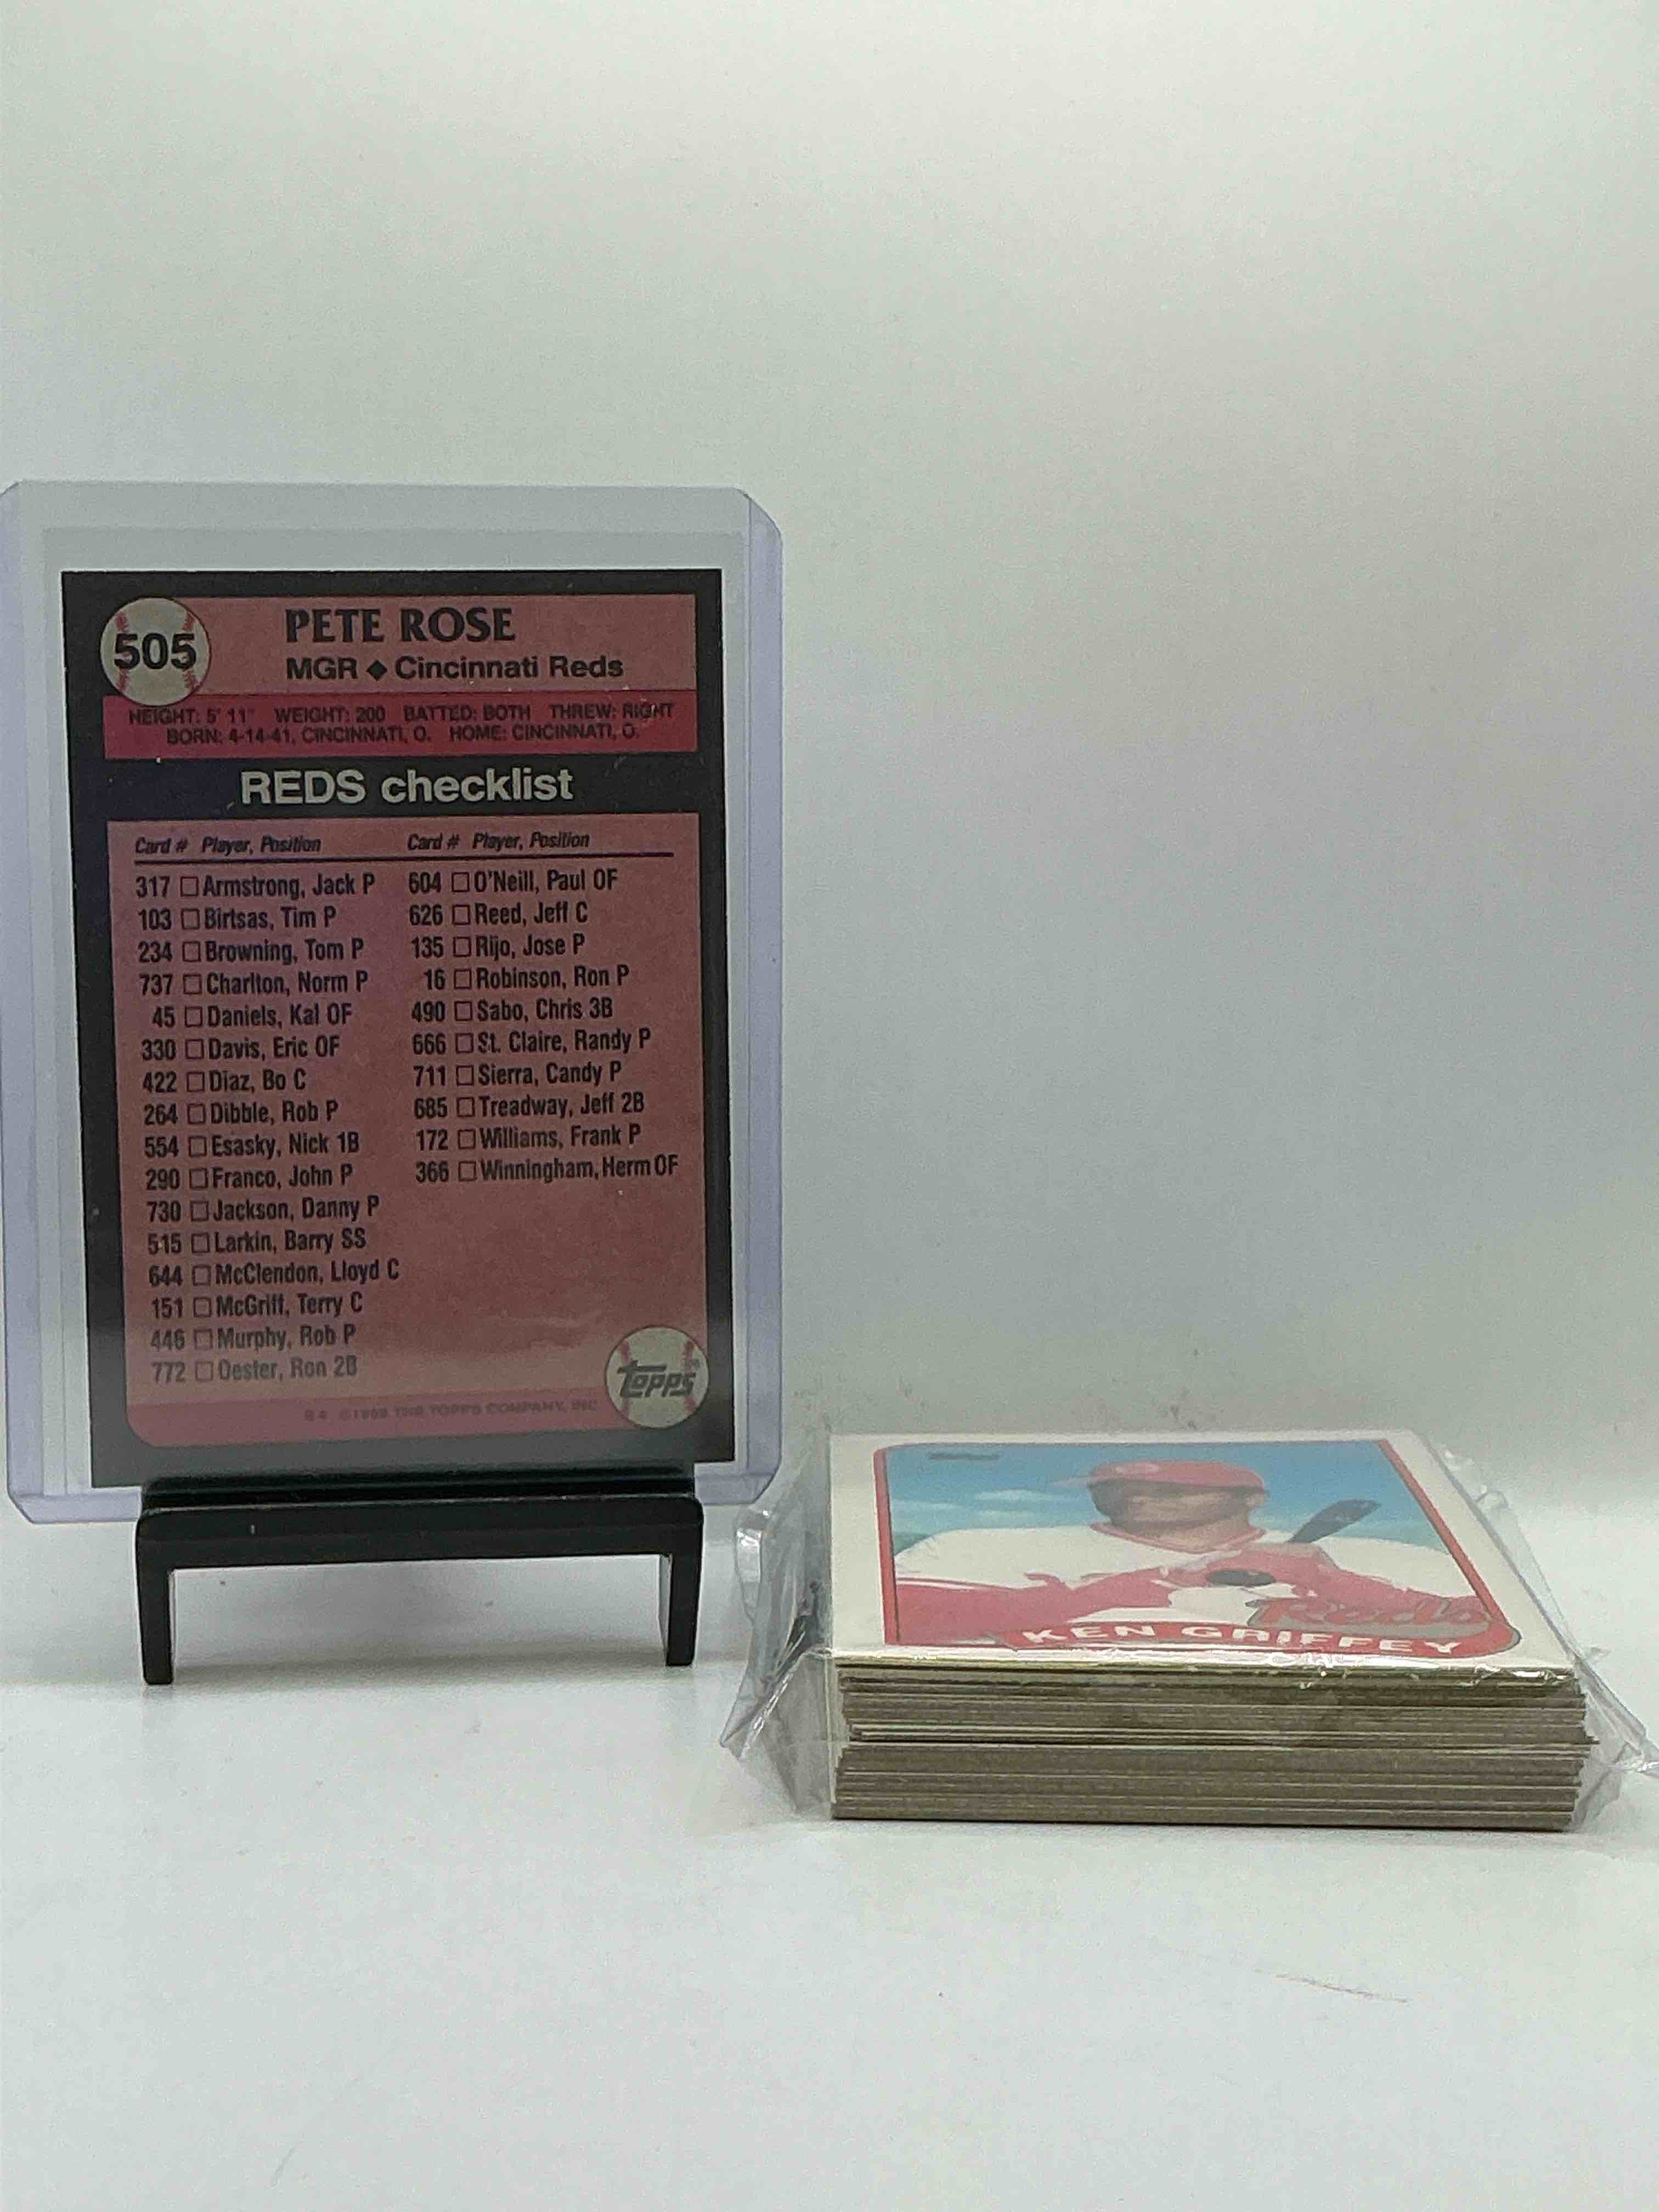 505
PETE ROSE
MGR ◆ Cincinnati Reds
HEIGHT: 5' 11" WEIGHT: 200 BATTED: BOTH THREW: RIGHT
BORN: 4-14-41, CINCINNATI, O. HOME: CINCINNATI, O.
REDS checklist
Card # Player, Position Card # Player, Position
317 □ Armstrong, Jack P 604 □ O'Neill, Paul OF
103 □ Birtsas, Tim P 626 □ Reed, Jeff C
234 □ Browning, Tom P 135 □ Rijo, Jose P
737 □ Charlton, Norm P 16 □ Robinson, Ron P
45 □ Daniels, Kal OF 490 □ Sabo, Chris 3B
330 □ Davis, Eric OF 666 □ St. Claire, Randy P
422 □ Diaz, Bo C 711 □ Sierra, Candy P
264 □ Dibble, Rob P 685 □ Treadway, Jeff 2B
554 □ Esasky, Nick 1B 172 □ Williams, Frank P
290 □ Franco, John P 366 □ Winningham, Herm OF
730 □ Jackson, Danny P
515 □ Larkin, Barry SS
644 □ McClendon, Lloyd C
151 □ McGriff, Terry C
446 □ Murphy, Rob P
772 □ Oester, Ron 2B
topps®
©1989 THE TOPPS COMPANY, INC.
Reds
KEN GRIFFEY